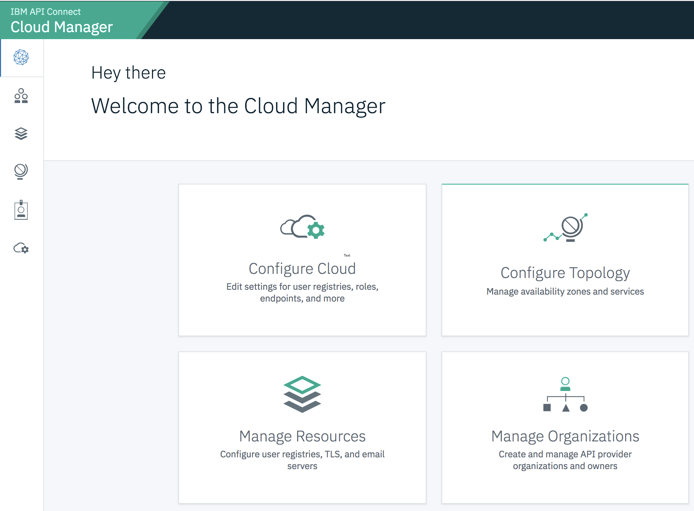 IBM API Connect
Cloud Manager
Hey there
Welcome to the Cloud Manager
Text
Configure Cloud
Edit settings for user registries, roles,
endpoints, and more
Configure Topology
Manage availability zones and services
Manage Resources
Configure user registries, TLS, and email
servers
Manage Organizations
Create and manage API provider
organizations and owners